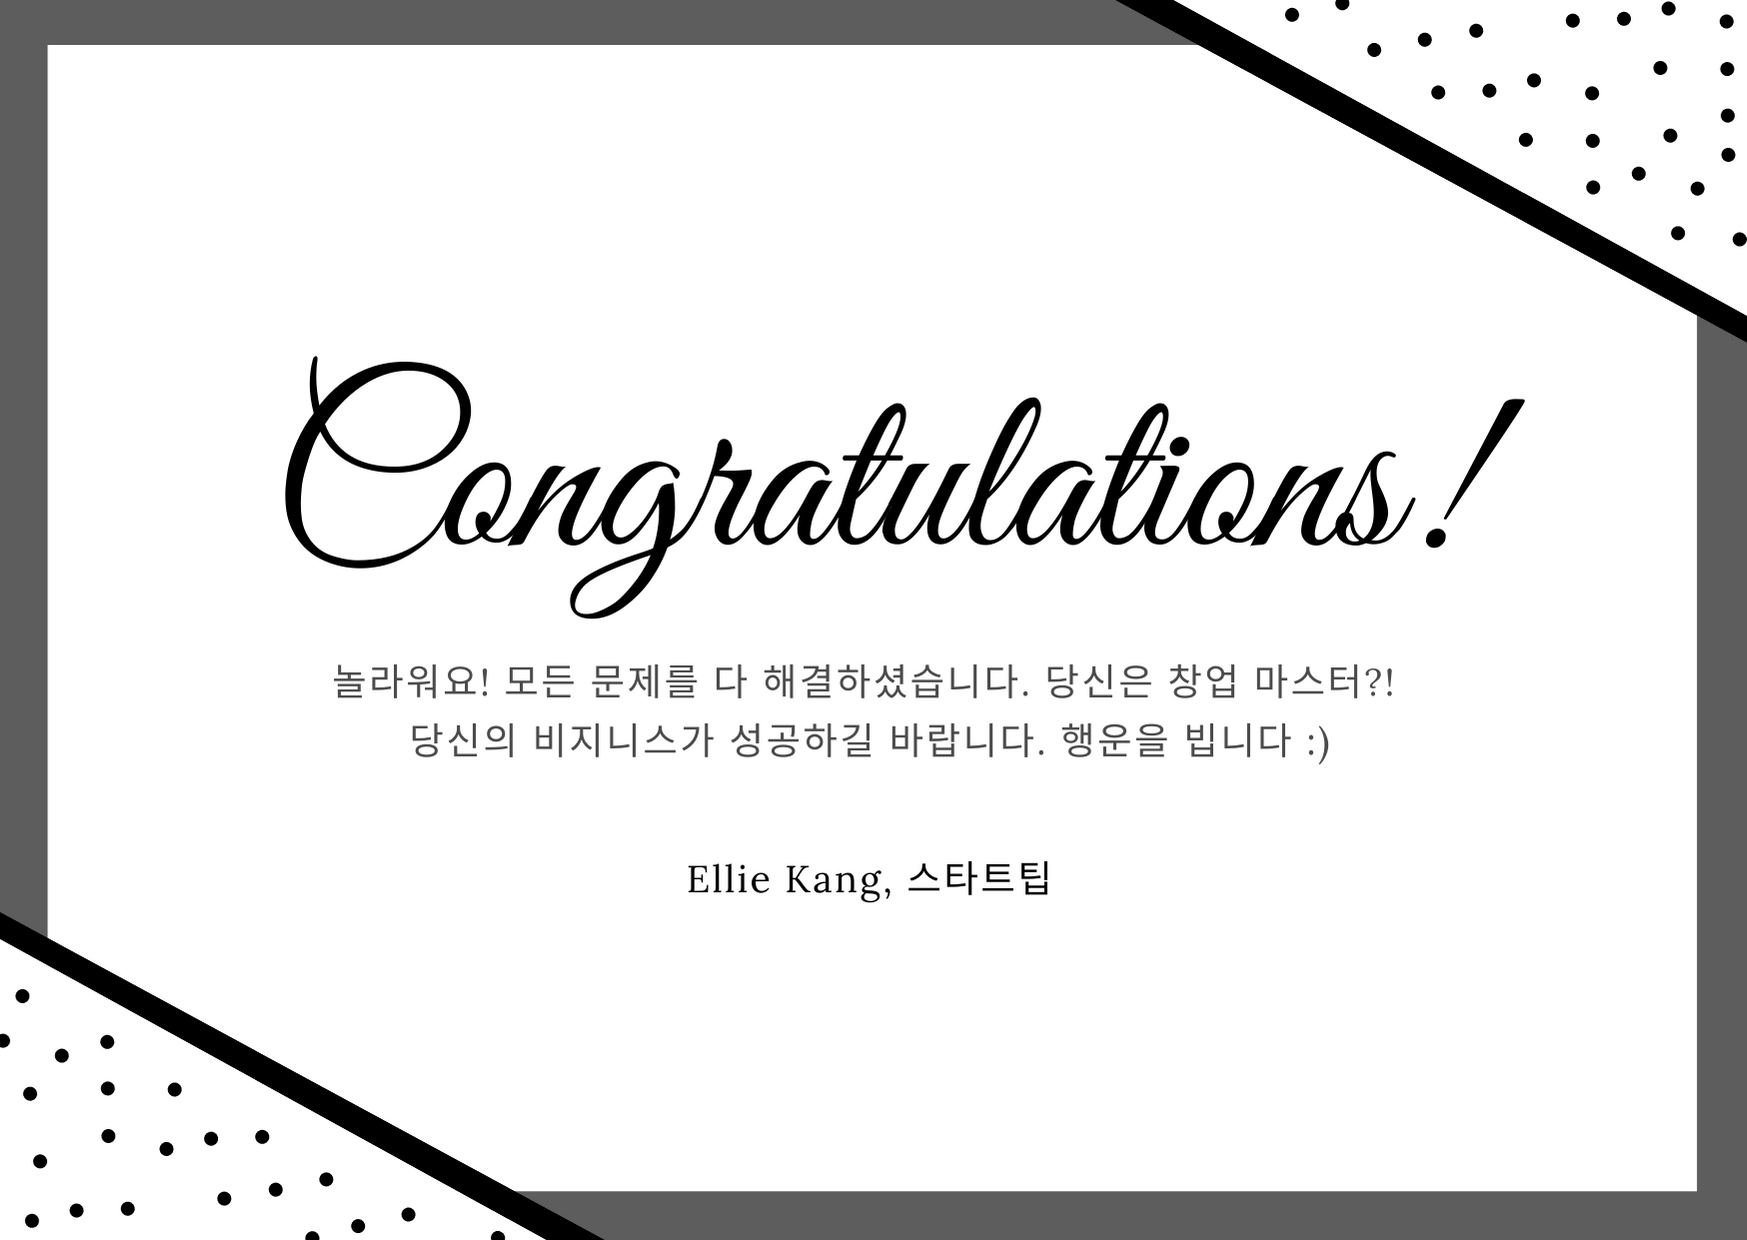 Congratulations!
놀라워요! 모든 문제를 다 해결하셨습니다. 당신은 창업 마스터?!
당신의 비지니스가 성공하길 바랍니다. 행운을 빕니다 :)
Ellie Kang, 스타트팁